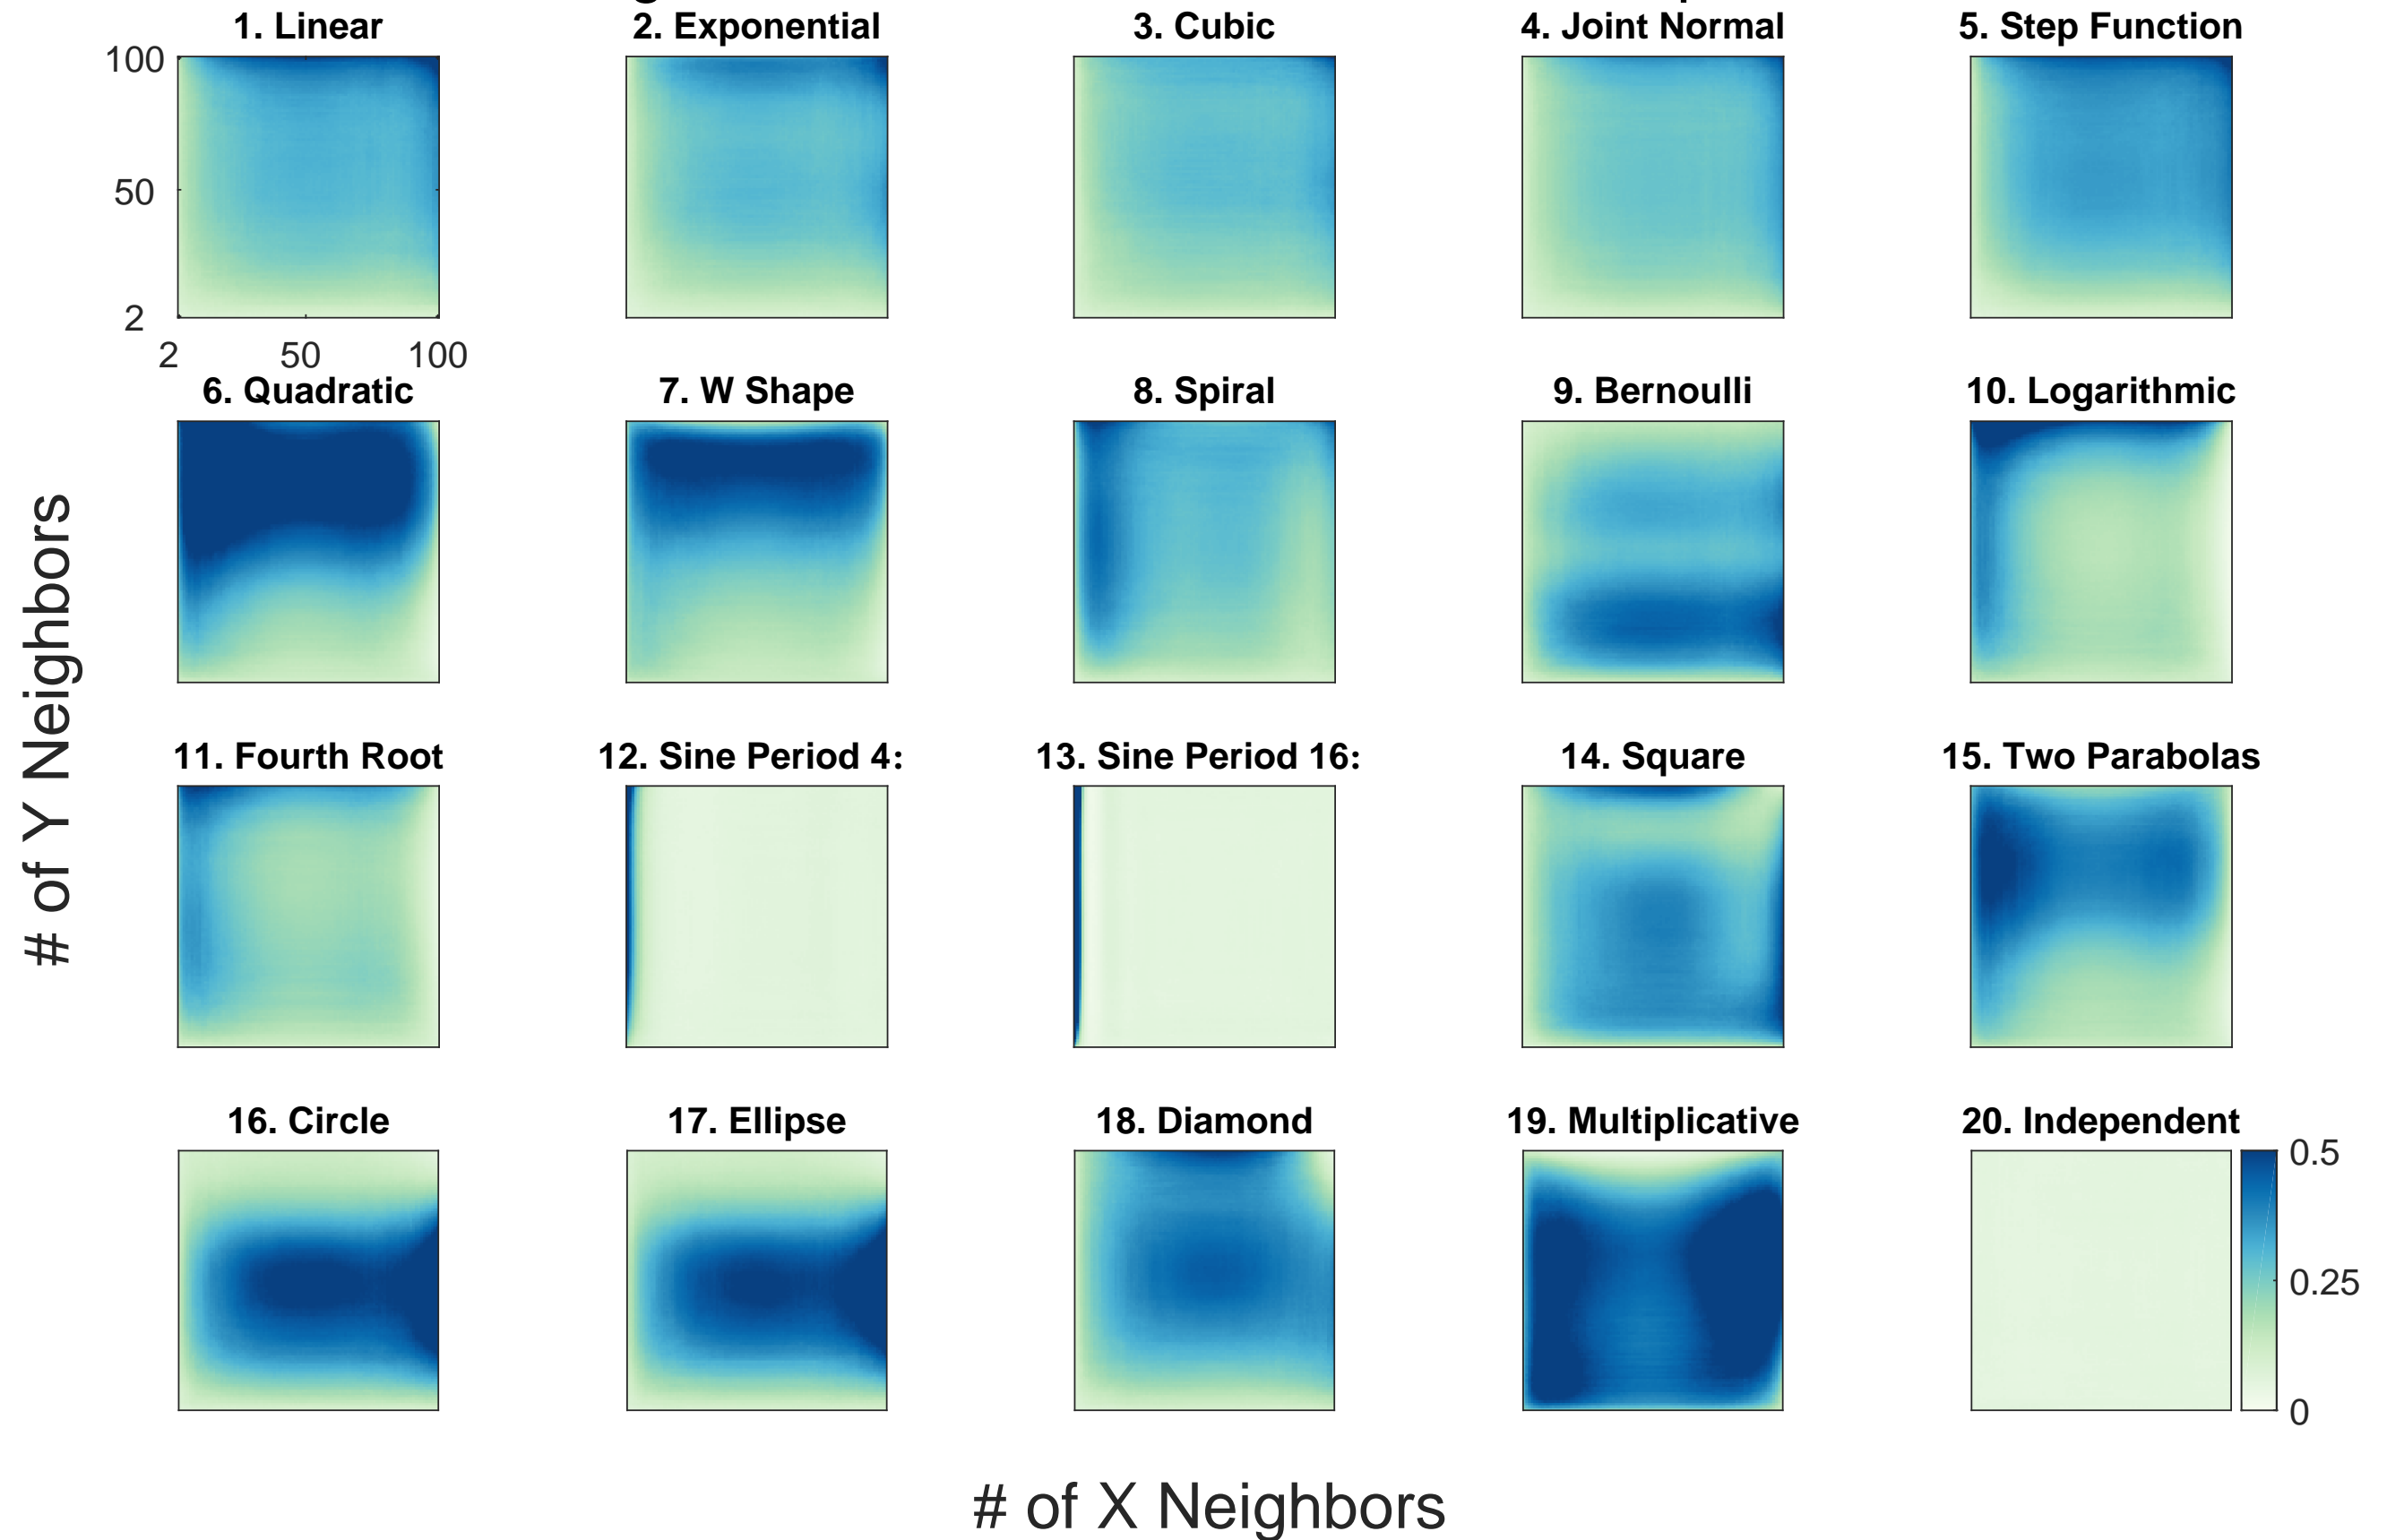 1. Linear 2. Exponential 3. Cubic 4. Joint Normal 5. Step Function
100
50
2
2 50 100
6. Quadratic 7. W Shape 8. Spiral 9. Bernoulli 10. Logarithmic
# of Y Neighbors
11. Fourth Root 12. Sine Period 4: 13. Sine Period 16: 14. Square 15. Two Parabolas
16. Circle 17. Ellipse 18. Diamond 19. Multiplicative 20. Independent
0.5
0.25
0
# of X Neighbors